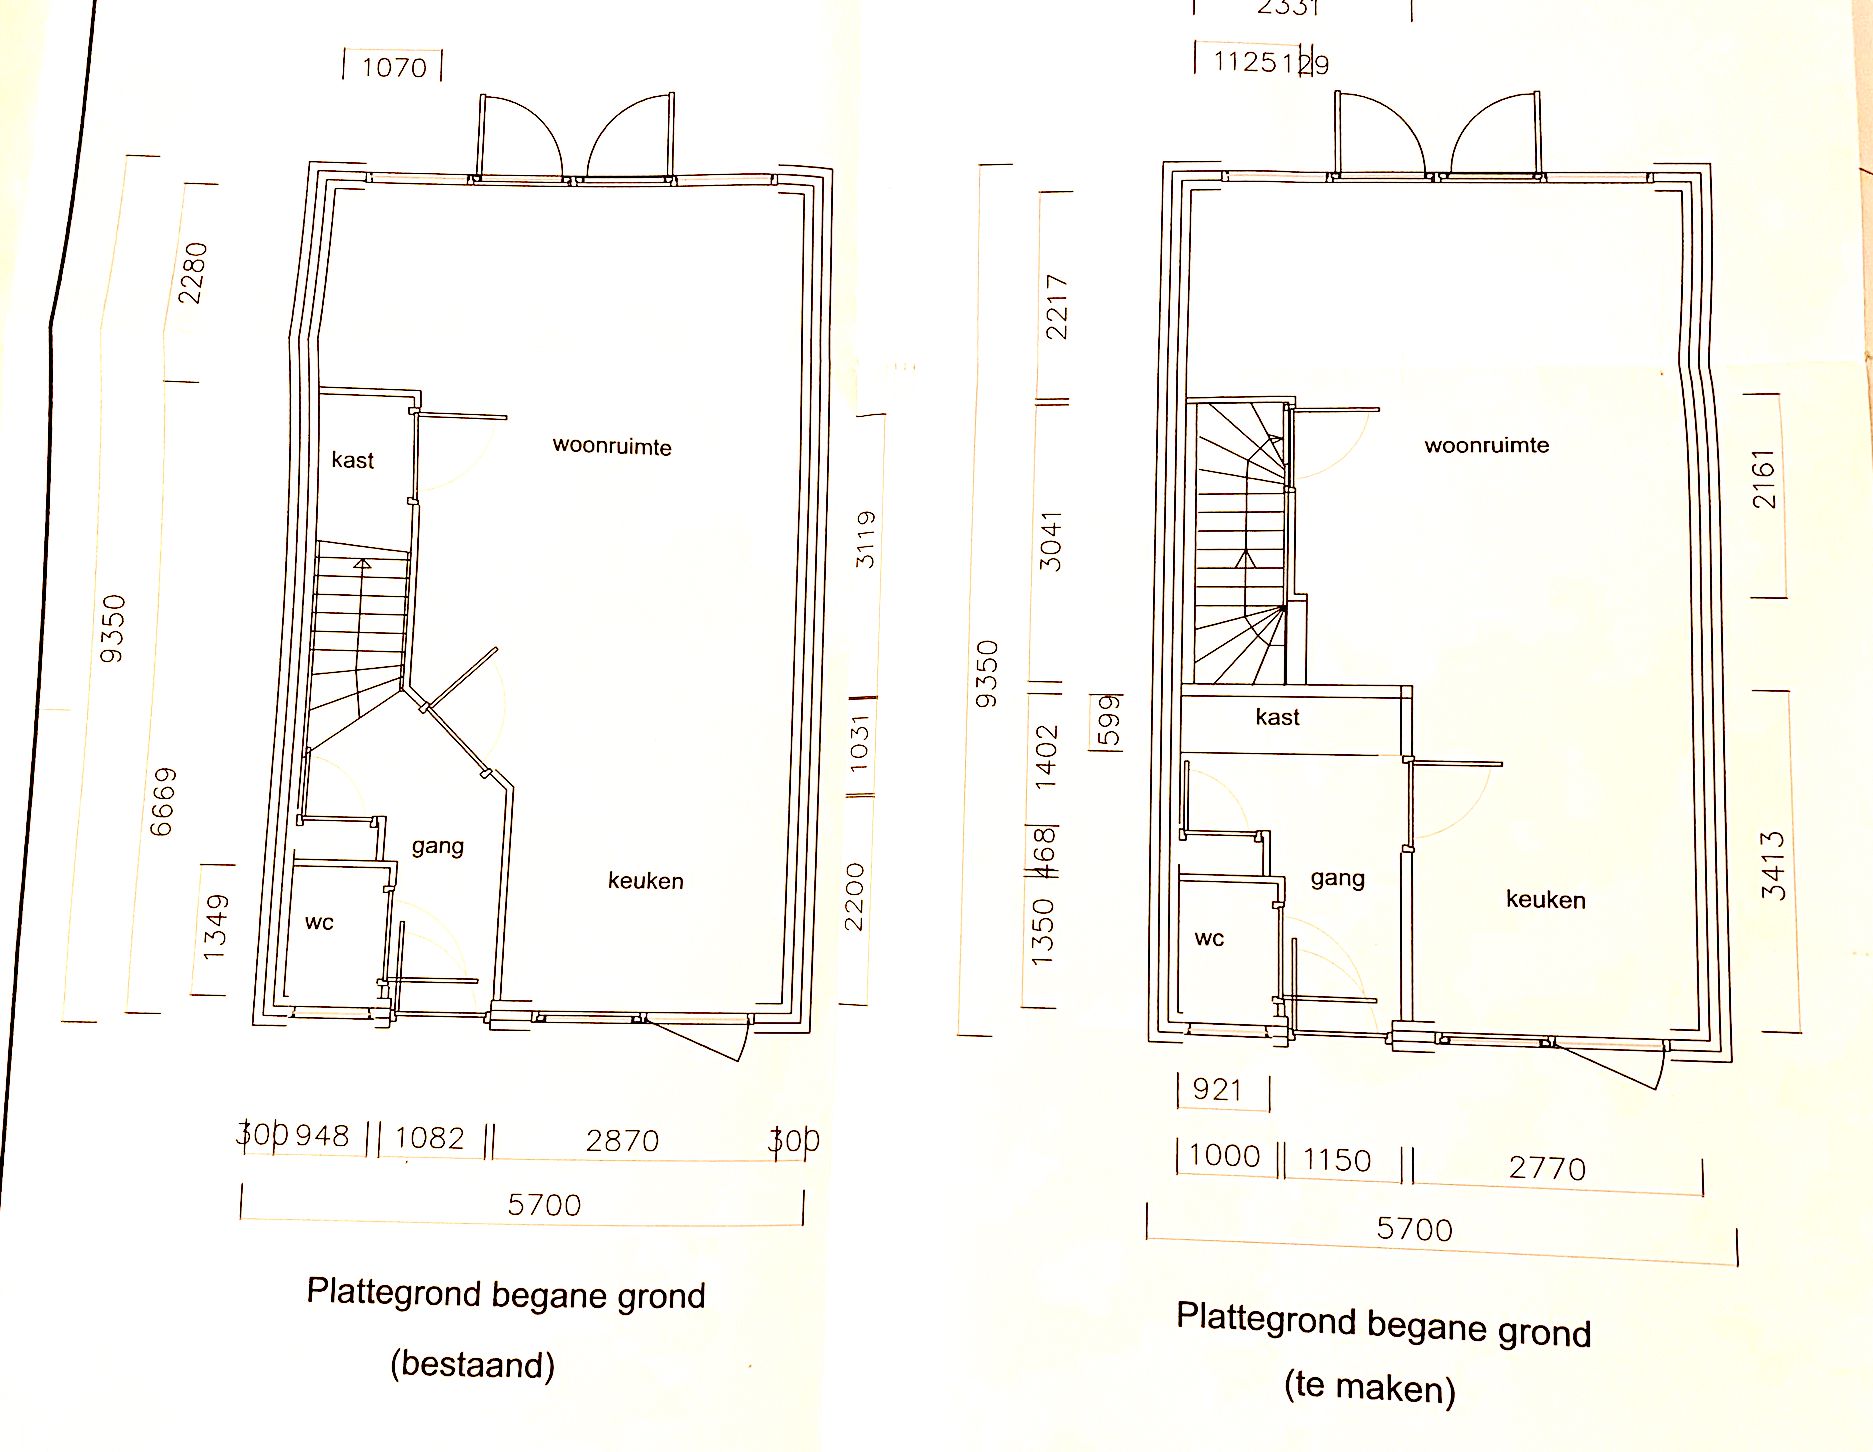 1070
2280
9350
6669
1349
kast
woonruimte
gang
wc
keuken
3119
1031
2200
300 948 1082 2870 300
5700
Plattegrond begane grond
(bestaand)
2331
1125 129
2217
3041
9350
599
1402
468
1350
woonruimte
kast
gang
wc
keuken
2161
3413
921
1000 1150 2770
5700
Plattegrond begane grond
(te maken)